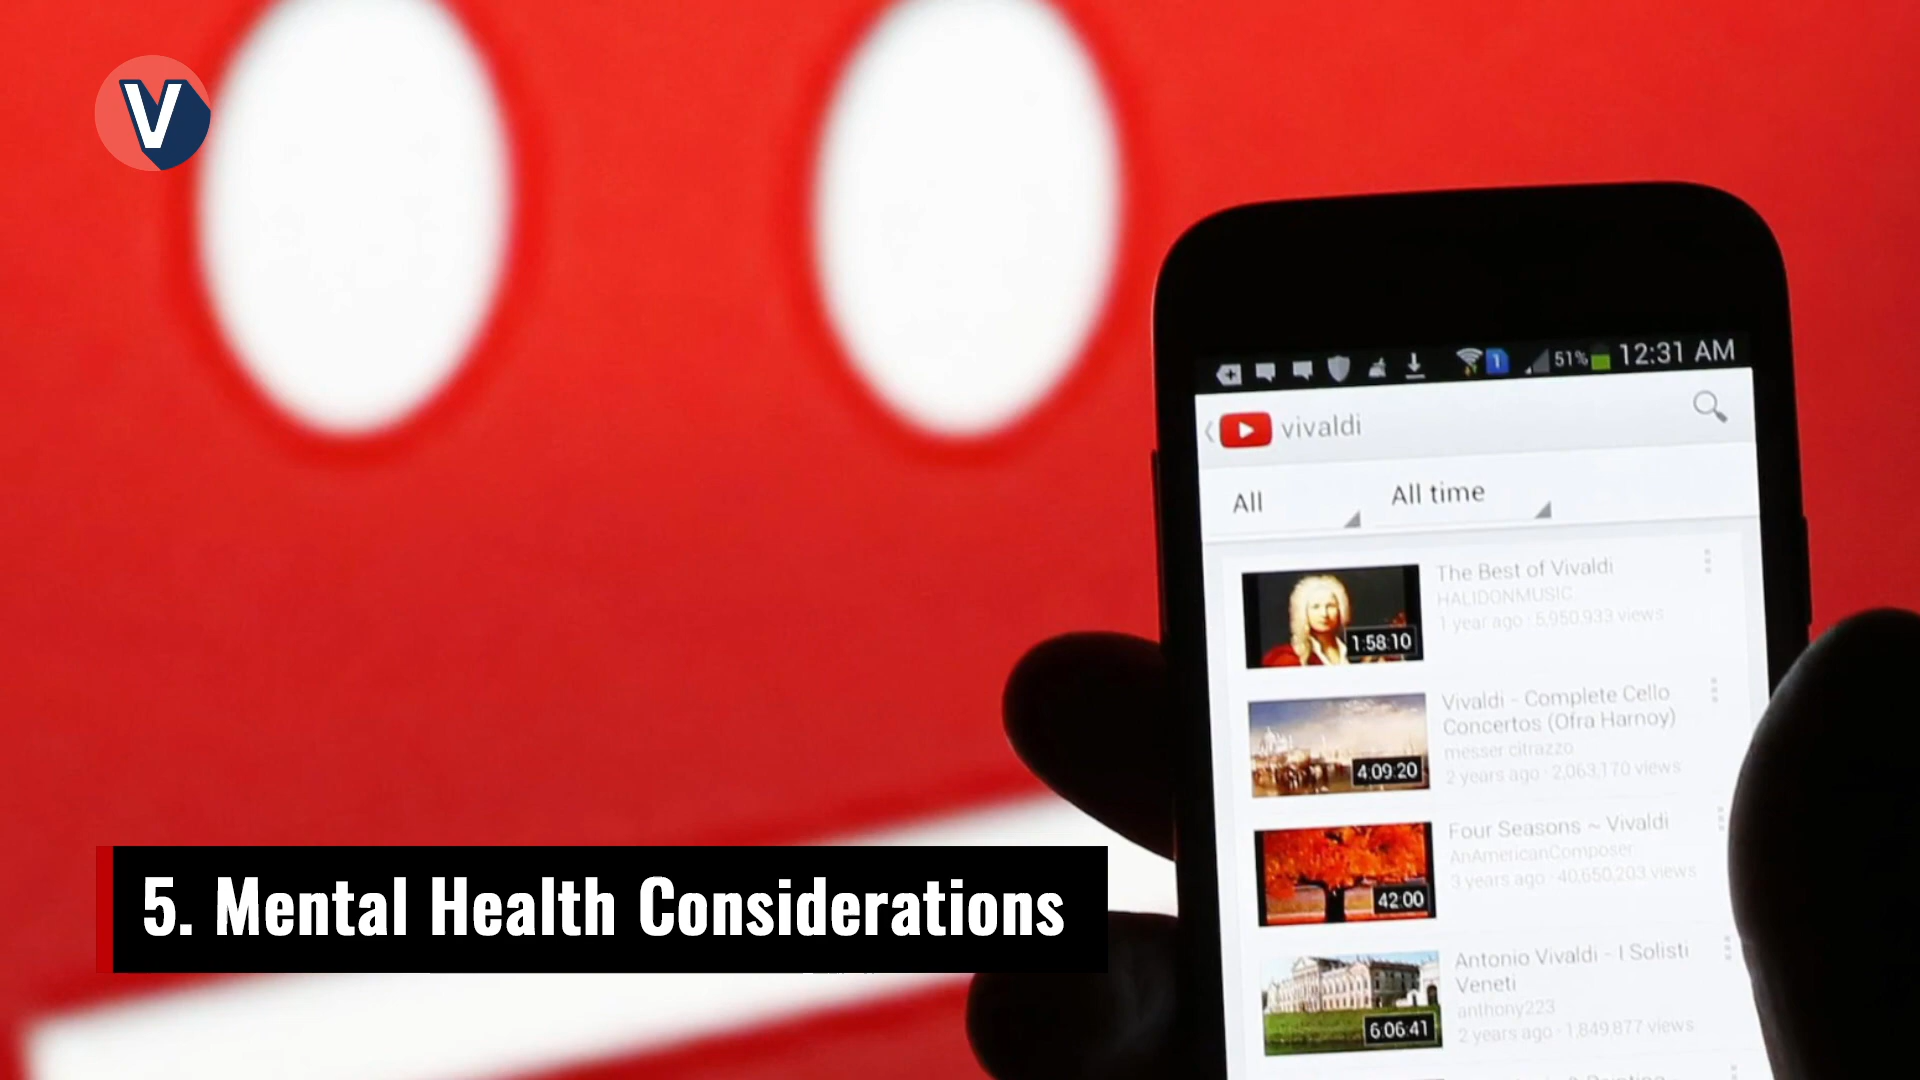 V
1 51% 12:31 AM
vivaldi
All All time
The Best of Vivaldi
HALIDONMUSIC
1 year ago · 5,950,933 views
1:58:10
Vivaldi - Complete Cello
Concertos (Ofra Harnoy)
messer citrazzo
2 years ago · 2,063,170 views
4:09:20
Four Seasons ~ Vivaldi
AnAmericanComposer
3 years ago · 40,650,203 views
42:00
Antonio Vivaldi - I Solisti
Veneti
anthony223
2 years ago · 1,849,877 views
6:06:41
5. Mental Health Considerations